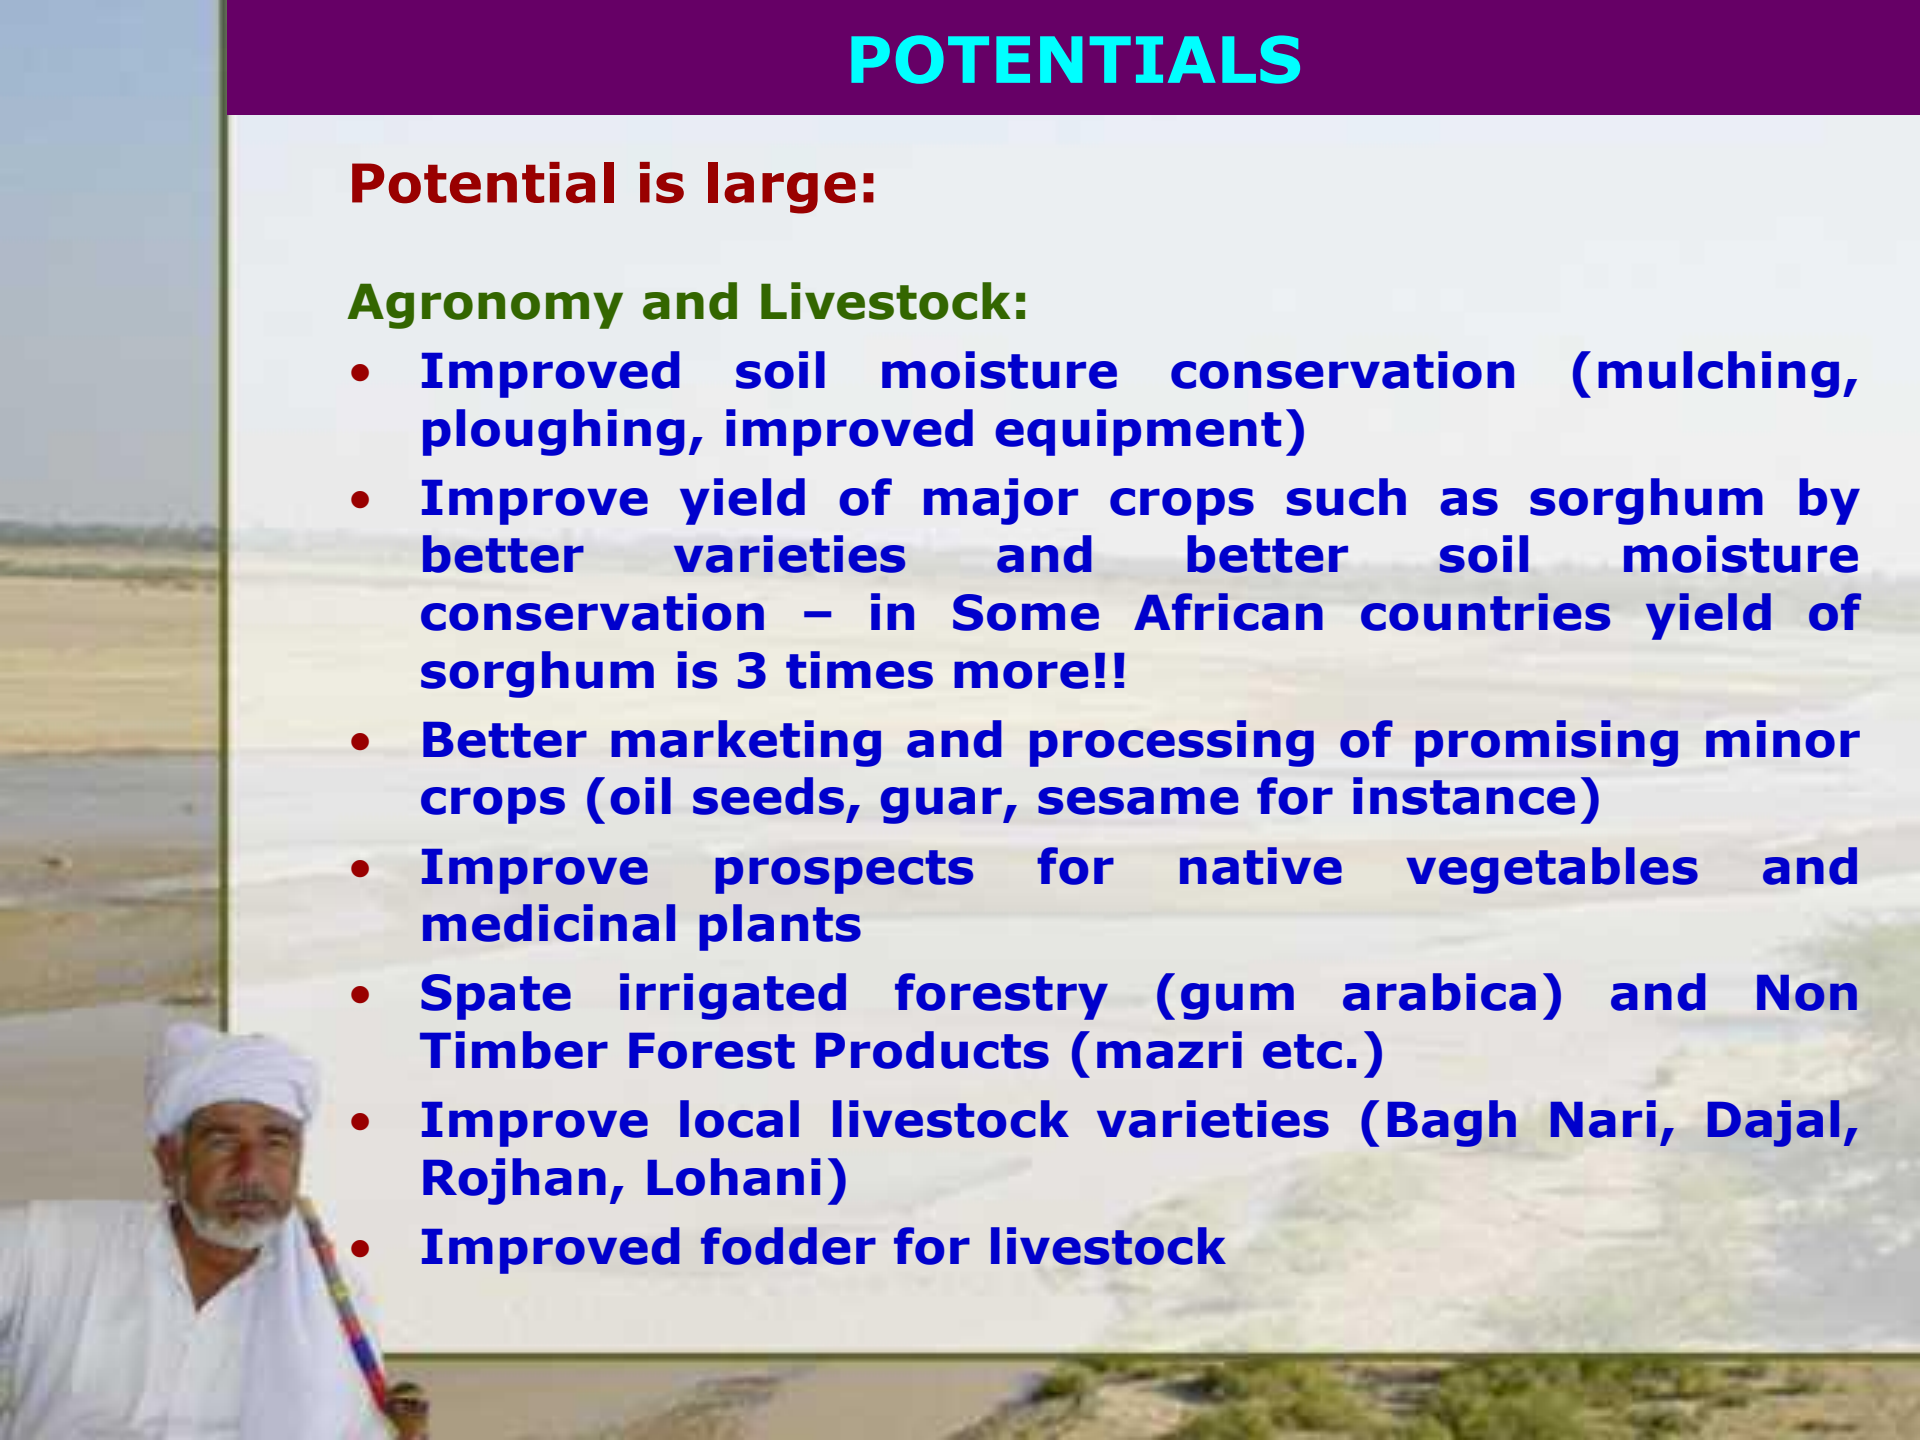 POTENTIALS
Potential is large:
Agronomy and Livestock:
• Improved soil moisture conservation (mulching,
ploughing, improved equipment)
• Improve yield of major crops such as sorghum by
better varieties and better soil moisture
conservation – in Some African countries yield of
sorghum is 3 times more!!
• Better marketing and processing of promising minor
crops (oil seeds, guar, sesame for instance)
• Improve prospects for native vegetables and
medicinal plants
• Spate irrigated forestry (gum arabica) and Non
Timber Forest Products (mazri etc.)
• Improve local livestock varieties (Bagh Nari, Dajal,
Rojhan, Lohani)
• Improved fodder for livestock